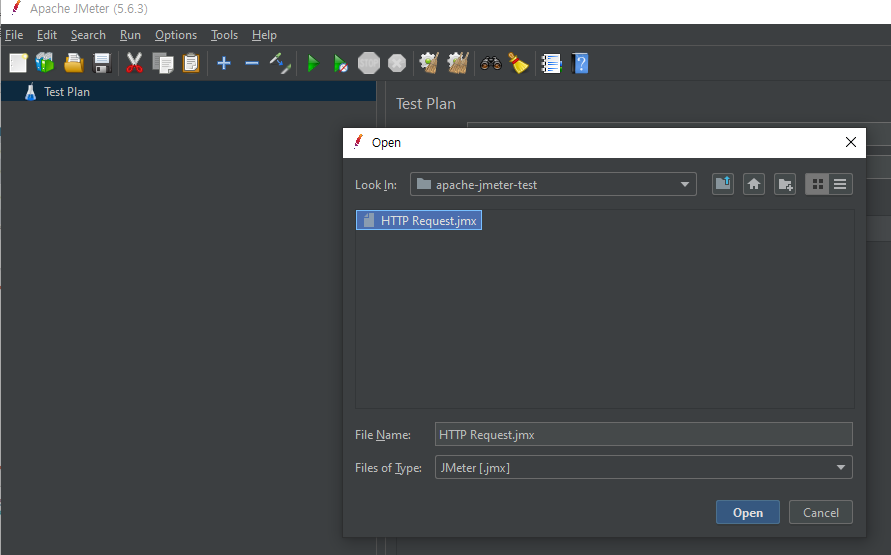 Apache JMeter (5.6.3)
File Edit Search Run Options Tools Help
STOP
Test Plan
Test Plan
Open
Look In: apache-jmeter-test
HTTP Request.jmx
File Name: HTTP Request.jmx
Files of Type: JMeter [.jmx]
Open Cancel